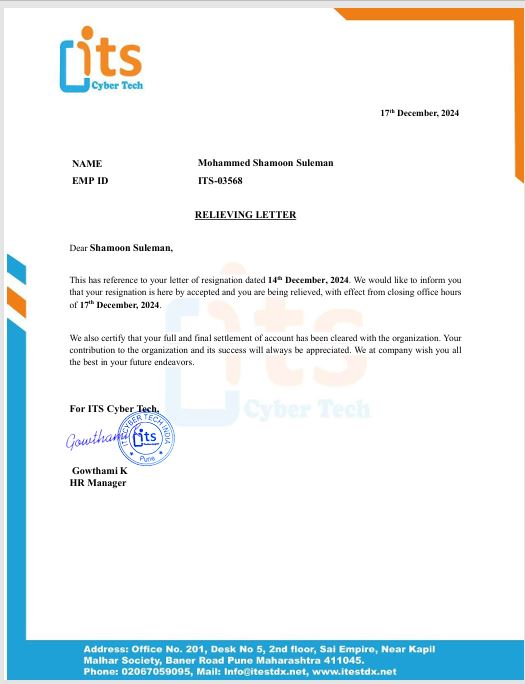 its
Cyber Tech
17th December, 2024
NAME Mohammed Shamoon Suleman
EMP ID ITS-03568
RELIEVING LETTER
Dear Shamoon Suleman,
This has reference to your letter of resignation dated 14th December, 2024. We would like to inform you
that your resignation is here by accepted and you are being relieved, with effect from closing office hours
of 17th December, 2024.
We also certify that your full and final settlement of account has been cleared with the organization. Your
contribution to the organization and its success will always be appreciated. We at company wish you all
the best in your future endeavors.
its
Cyber Tech
For ITS Cyber Tech,
Gowthami
ITS CYBER TECH INDIA
its
Pune
Gowthami K
HR Manager
Address: Office No. 201, Desk No 5, 2nd floor, Sai Empire, Near Kapil
Malhar Society, Baner Road Pune Maharashtra 411045.
Phone: 02067059095, Mail: Info@itestdx.net, www.itestdx.net